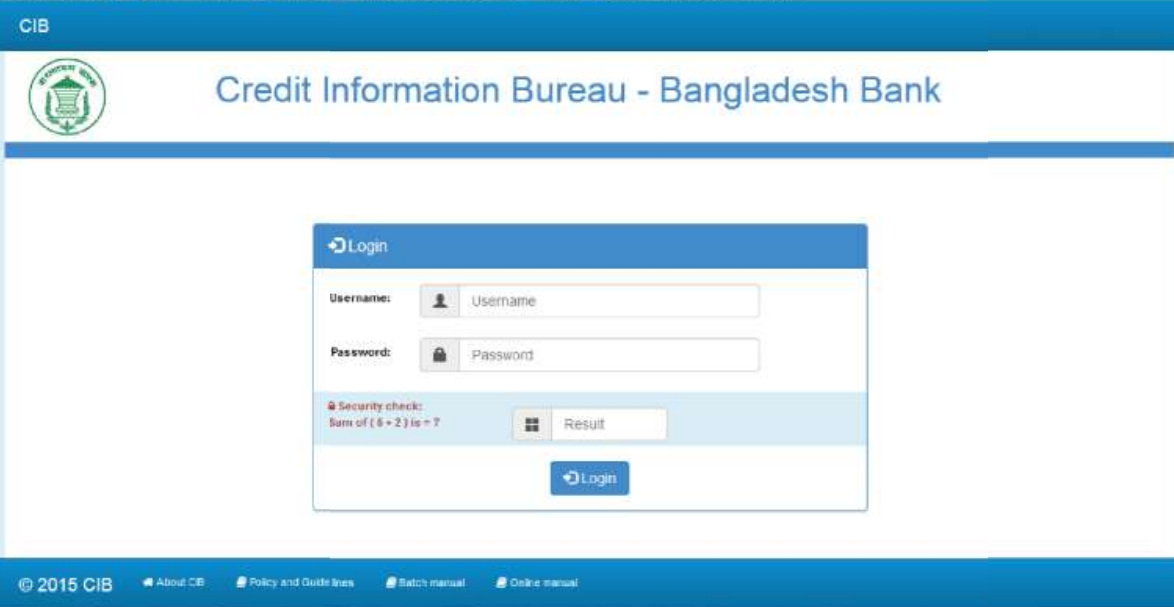 CIB
Credit Information Bureau - Bangladesh Bank
Login
Username:
Username
Password:
Password
Security check:
Sum of ( 6 + 2 ) is = ?
Result
Login
© 2015 CIB About CIB Policy and Guide lines Batch manual Online manual